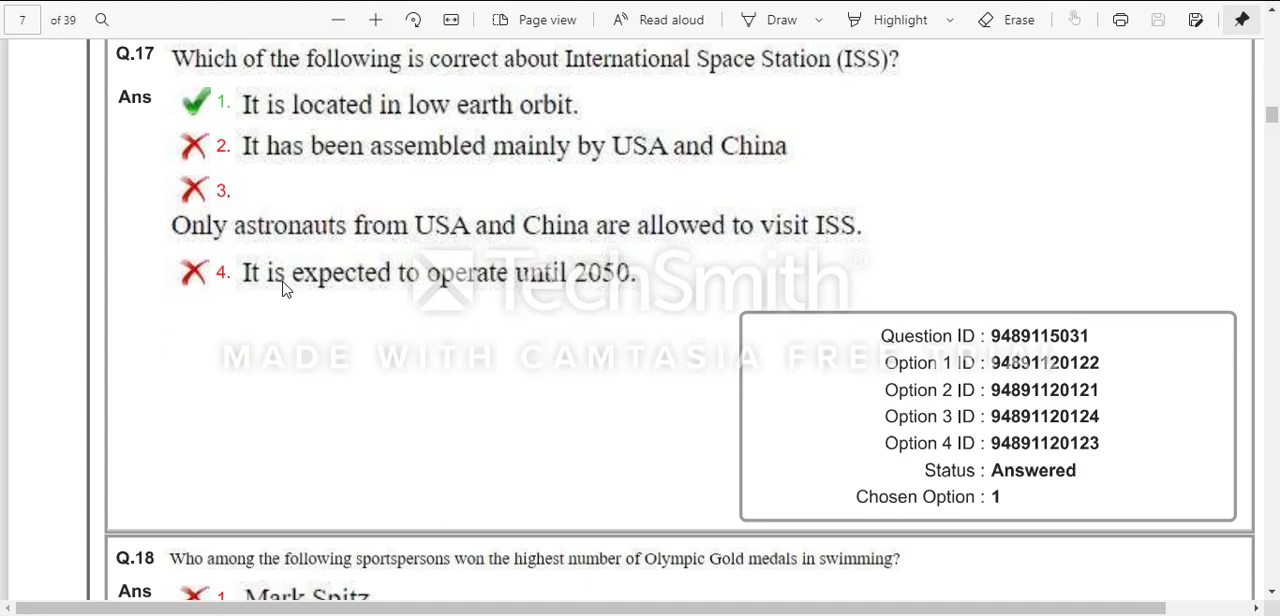 7 of 39 Page view Read aloud Draw Highlight Erase
Q.17 Which of the following is correct about International Space Station (ISS)?
Ans 1. It is located in low earth orbit.
2. It has been assembled mainly by USA and China
3.
Only astronauts from USA and China are allowed to visit ISS.
4. It is expected to operate until 2050.
TechSmith®
MADE WITH CAMTASIA FREE TRIAL
Question ID : 9489115031
Option 1 ID : 94891120122
Option 2 ID : 94891120121
Option 3 ID : 94891120124
Option 4 ID : 94891120123
Status : Answered
Chosen Option : 1
Q.18 Who among the following sportspersons won the highest number of Olympic Gold medals in swimming?
Ans 1. Mark Spitz